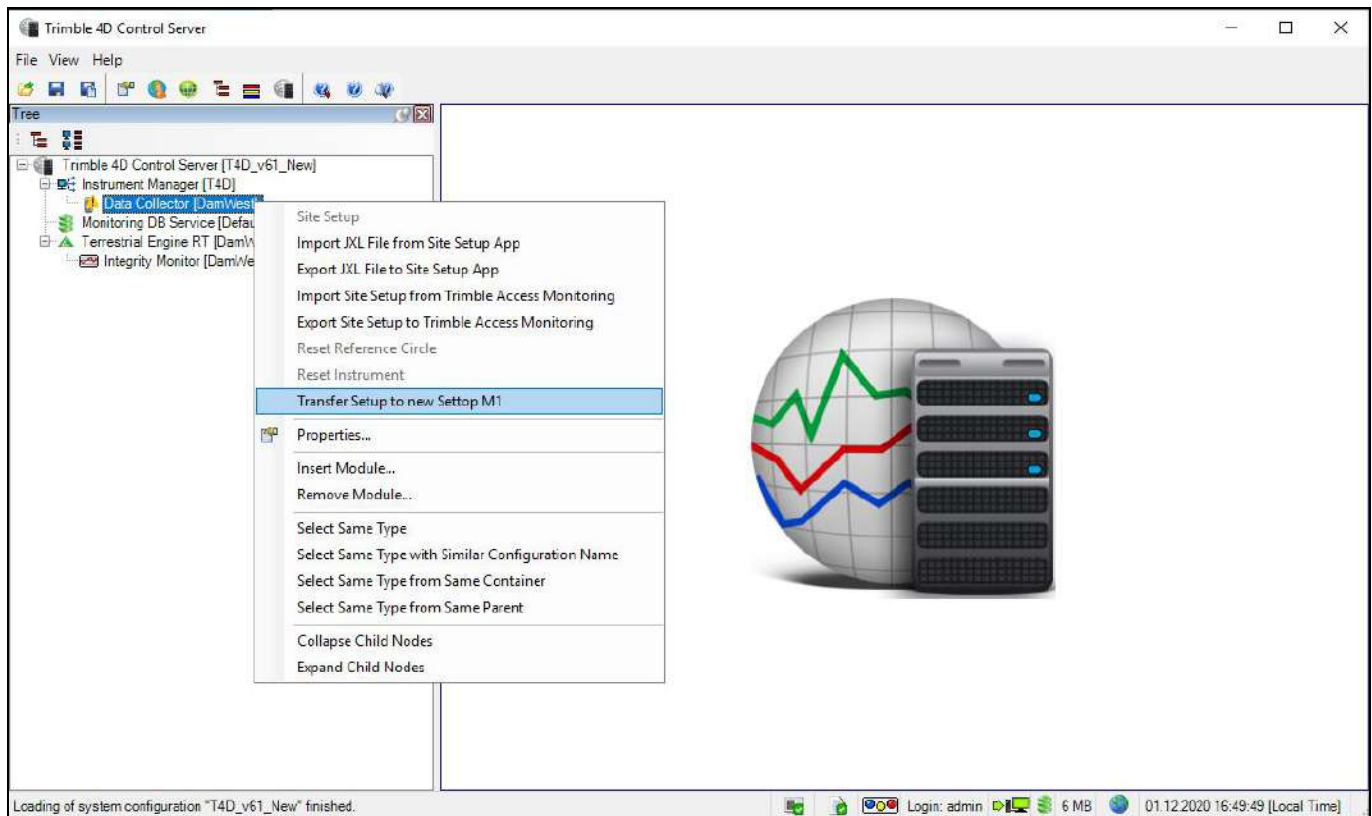 Trimble 4D Control Server
File View Help
Tree
Trimble 4D Control Server [T4D_v61_New]
Instrument Manager [T4D]
Data Collector [DamWest]
Monitoring DB Service [Defau
Terrestrial Engine RT [DamW
Integrity Monitor [DamWe
Site Setup
Import JXL File from Site Setup App
Export JXL File to Site Setup App
Import Site Setup from Trimble Access Monitoring
Export Site Setup to Trimble Access Monitoring
Reset Reference Circle
Reset Instrument
Transfer Setup to new Settop M1
Properties...
Insert Module...
Remove Module...
Select Same Type
Select Same Type with Similar Configuration Name
Select Same Type from Same Container
Select Same Type from Same Parent
Collapse Child Nodes
Expand Child Nodes
Loading of system configuration "T4D_v61_New" finished.
Login: admin 6 MB 01.12.2020 16:49:49 [Local Time]